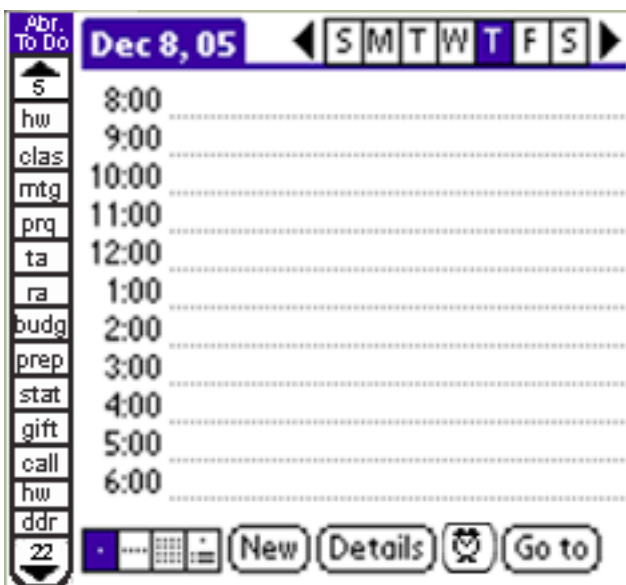 Abr.
To Do
5
hw
clas
mtg
prq
ta
ra
budg
prep
stat
gift
call
hw
ddr
22
Dec 8, 05
S M T W T F S
8:00
9:00
10:00
11:00
12:00
1:00
2:00
3:00
4:00
5:00
6:00
New Details Go to